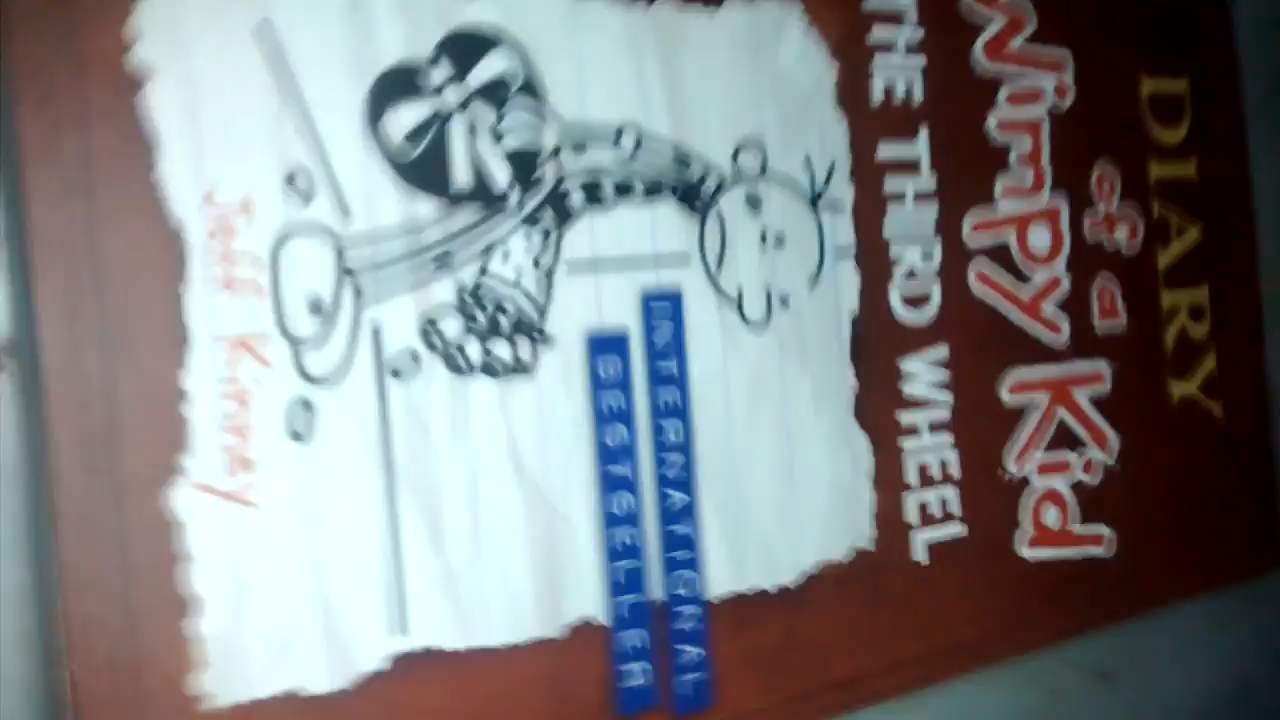 DIARY
of a
Wimpy Kid
THE THIRD WHEEL
INTERNATIONAL
BESTSELLER
Jeff Kinney